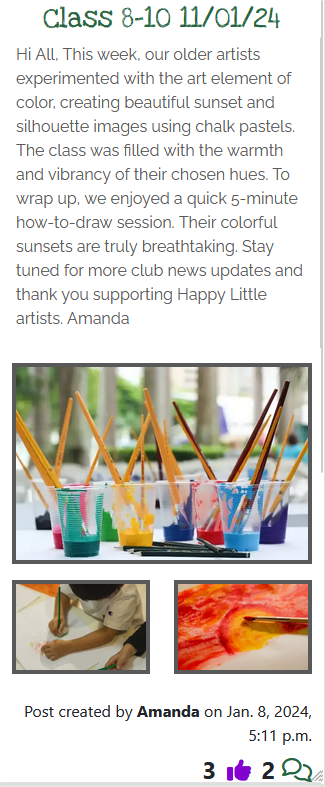 Class 8-10 11/01/24
Hi All, This week, our older artists
experimented with the art element of
color, creating beautiful sunset and
silhouette images using chalk pastels.
The class was filled with the warmth
and vibrancy of their chosen hues. To
wrap up, we enjoyed a quick 5-minute
how-to-draw session. Their colorful
sunsets are truly breathtaking. Stay
tuned for more club news updates and
thank you supporting Happy Little
artists. Amanda
Post created by Amanda on Jan. 8, 2024,
5:11 p.m.
3 2